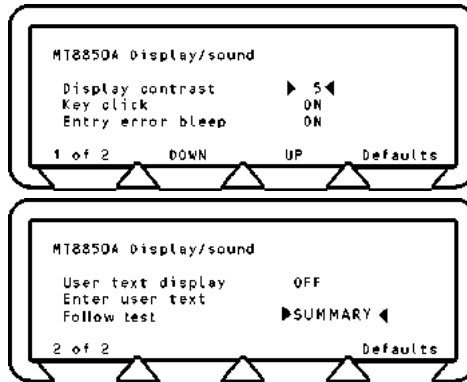 MT8850A Display/sound
Display contrast 5
Key click ON
Entry error bleep ON
1 of 2 DOWN UP Defaults
MT8850A Display/sound
User text display OFF
Enter user text
Follow test SUMMARY
2 of 2 Defaults